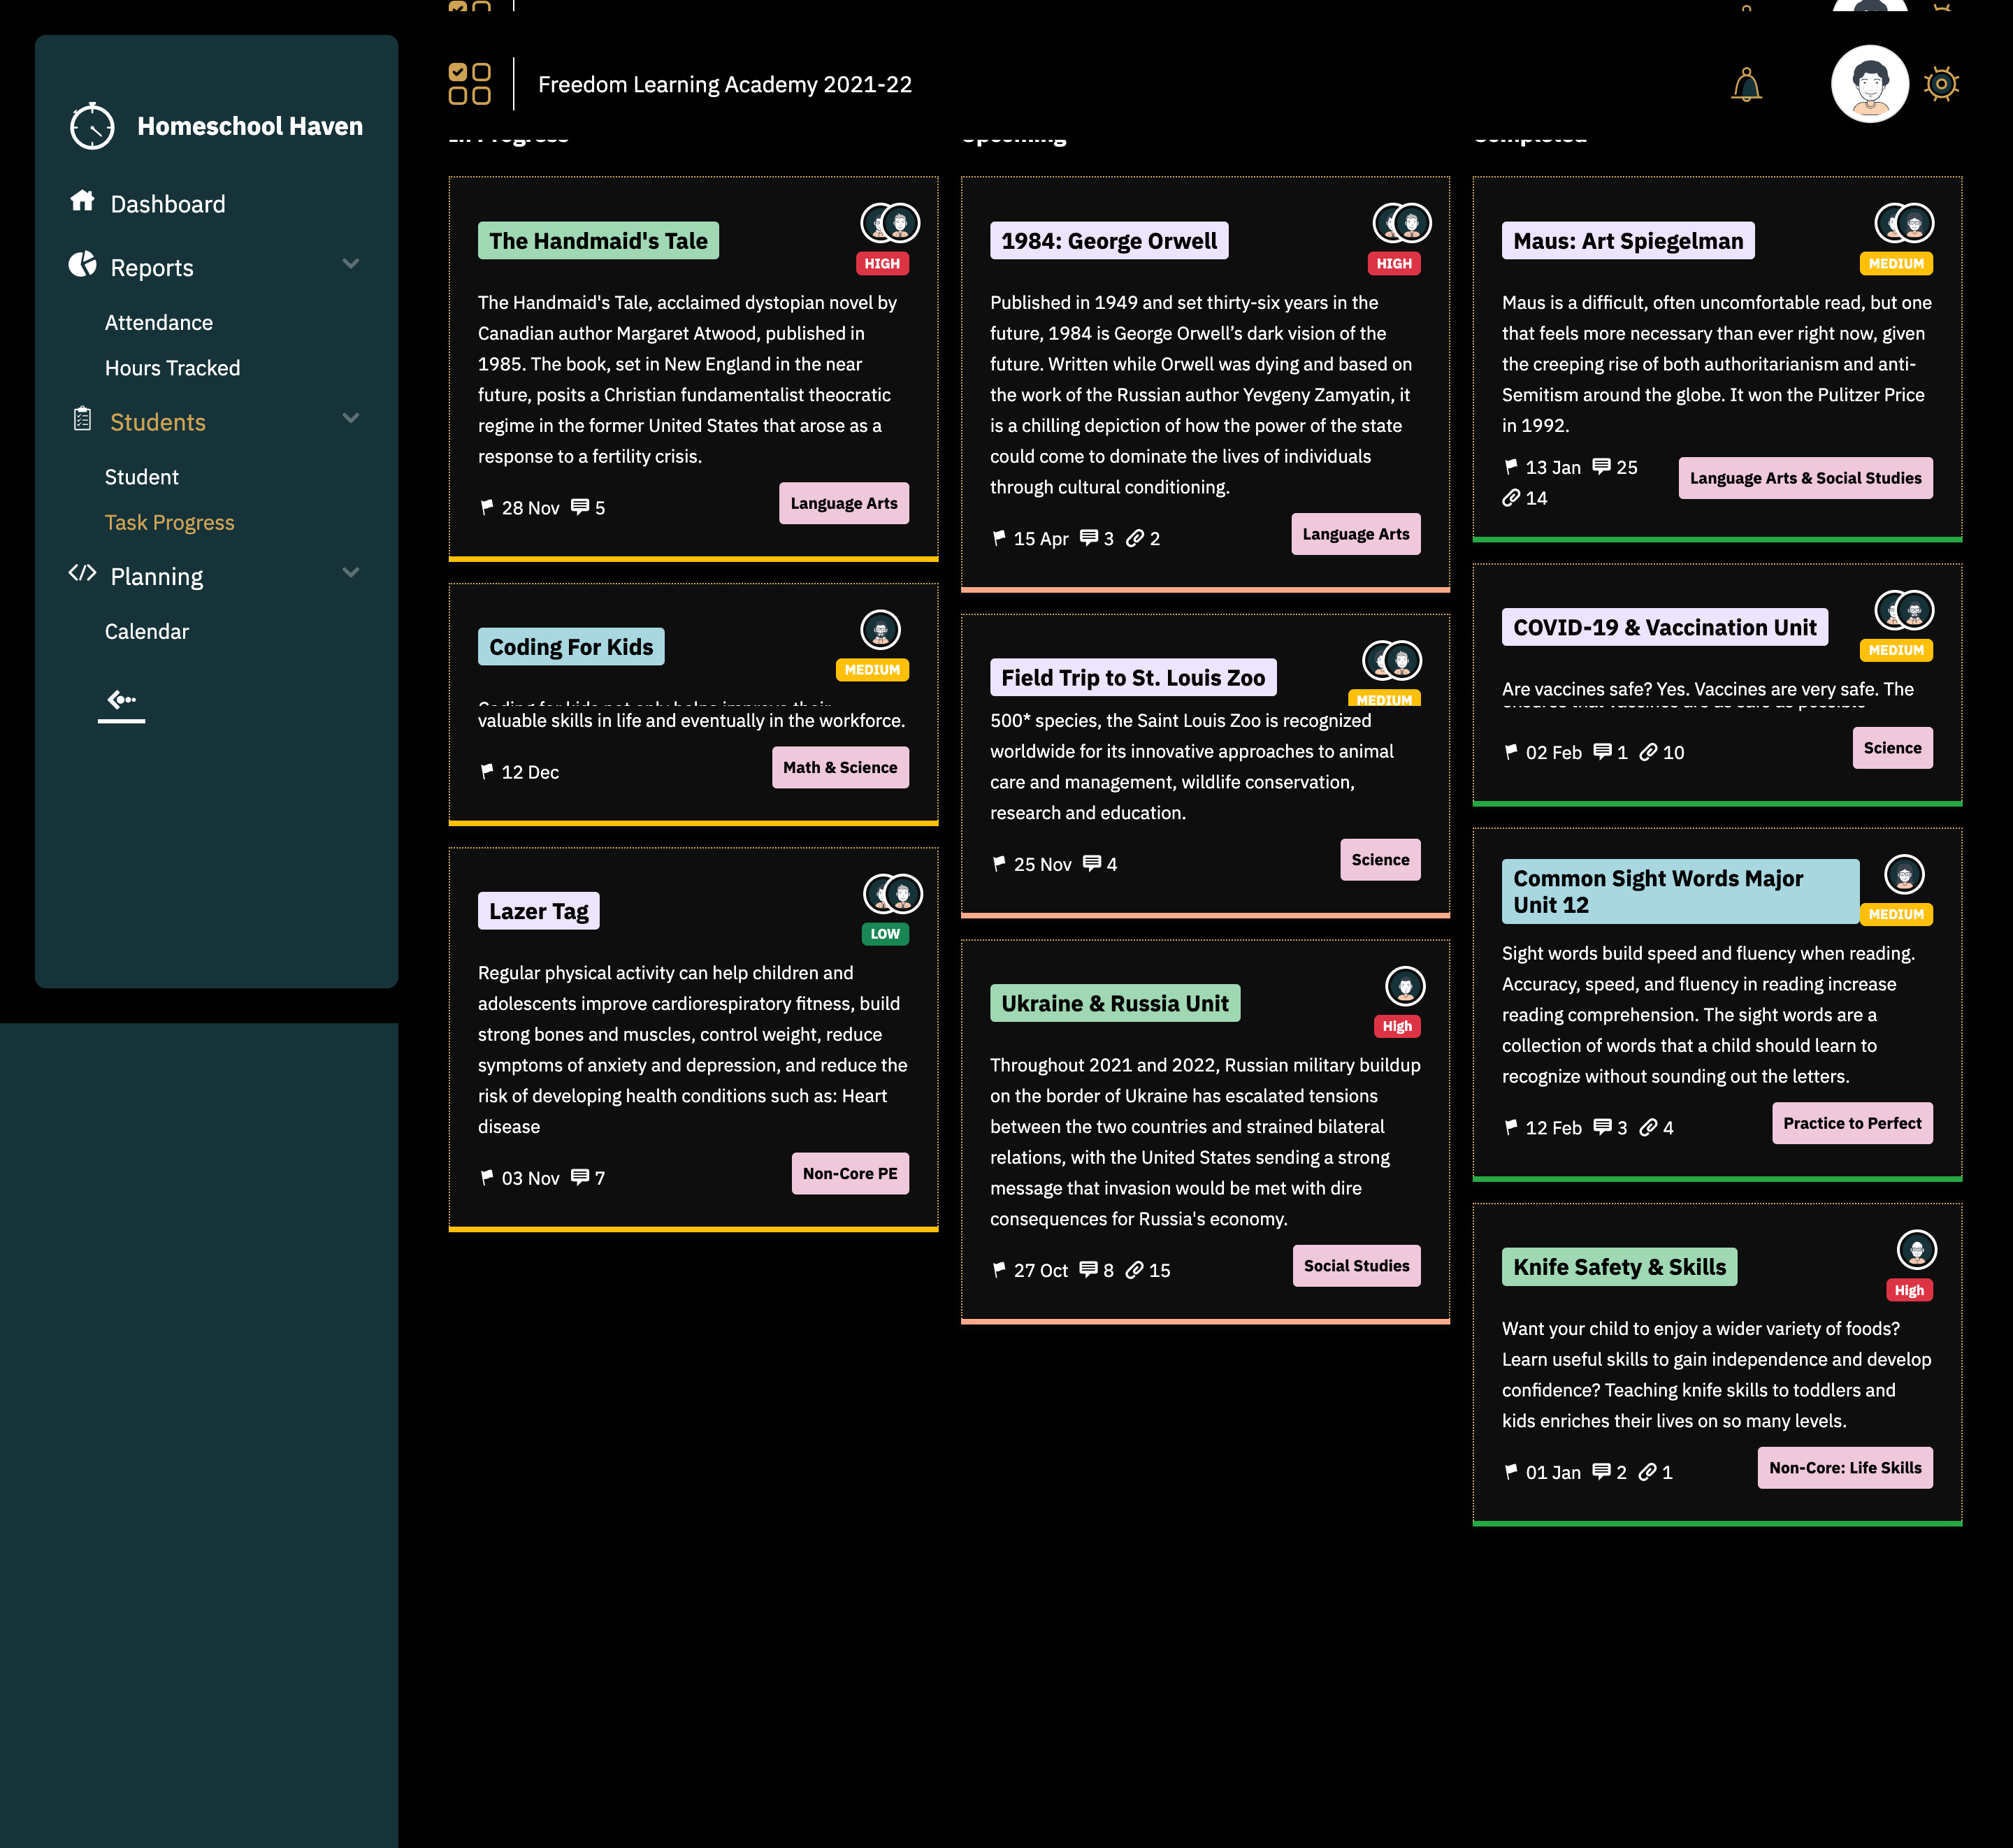 Homeschool Haven
Dashboard
Reports
Attendance
Hours Tracked
Students
Student
Task Progress
Planning
Calendar
Freedom Learning Academy 2021-22
In Progress
The Handmaid's Tale
HIGH
The Handmaid's Tale, acclaimed dystopian novel by
Canadian author Margaret Atwood, published in
1985. The book, set in New England in the near
future, posits a Christian fundamentalist theocratic
regime in the former United States that arose as a
response to a fertility crisis.
28 Nov 5
Language Arts
Coding For Kids
MEDIUM
Coding for kids not only helps improve their
valuable skills in life and eventually in the workforce.
12 Dec
Math & Science
Lazer Tag
LOW
Regular physical activity can help children and
adolescents improve cardiorespiratory fitness, build
strong bones and muscles, control weight, reduce
symptoms of anxiety and depression, and reduce the
risk of developing health conditions such as: Heart
disease
03 Nov 7
Non-Core PE
Upcoming
1984: George Orwell
HIGH
Published in 1949 and set thirty-six years in the
future, 1984 is George Orwell’s dark vision of the
future. Written while Orwell was dying and based on
the work of the Russian author Yevgeny Zamyatin, it
is a chilling depiction of how the power of the state
could come to dominate the lives of individuals
through cultural conditioning.
15 Apr 3 2
Language Arts
Field Trip to St. Louis Zoo
MEDIUM
500* species, the Saint Louis Zoo is recognized
worldwide for its innovative approaches to animal
care and management, wildlife conservation,
research and education.
25 Nov 4
Science
Ukraine & Russia Unit
High
Throughout 2021 and 2022, Russian military buildup
on the border of Ukraine has escalated tensions
between the two countries and strained bilateral
relations, with the United States sending a strong
message that invasion would be met with dire
consequences for Russia's economy.
27 Oct 8 15
Social Studies
Completed
Maus: Art Spiegelman
MEDIUM
Maus is a difficult, often uncomfortable read, but one
that feels more necessary than ever right now, given
the creeping rise of both authoritarianism and anti-
Semitism around the globe. It won the Pulitzer Price
in 1992.
13 Jan 25
14
Language Arts & Social Studies
COVID-19 & Vaccination Unit
MEDIUM
Are vaccines safe? Yes. Vaccines are very safe. The
ensures that vaccines are as safe as possible
02 Feb 1 10
Science
Common Sight Words Major
Unit 12
MEDIUM
Sight words build speed and fluency when reading.
Accuracy, speed, and fluency in reading increase
reading comprehension. The sight words are a
collection of words that a child should learn to
recognize without sounding out the letters.
12 Feb 3 4
Practice to Perfect
Knife Safety & Skills
High
Want your child to enjoy a wider variety of foods?
Learn useful skills to gain independence and develop
confidence? Teaching knife skills to toddlers and
kids enriches their lives on so many levels.
01 Jan 2 1
Non-Core: Life Skills